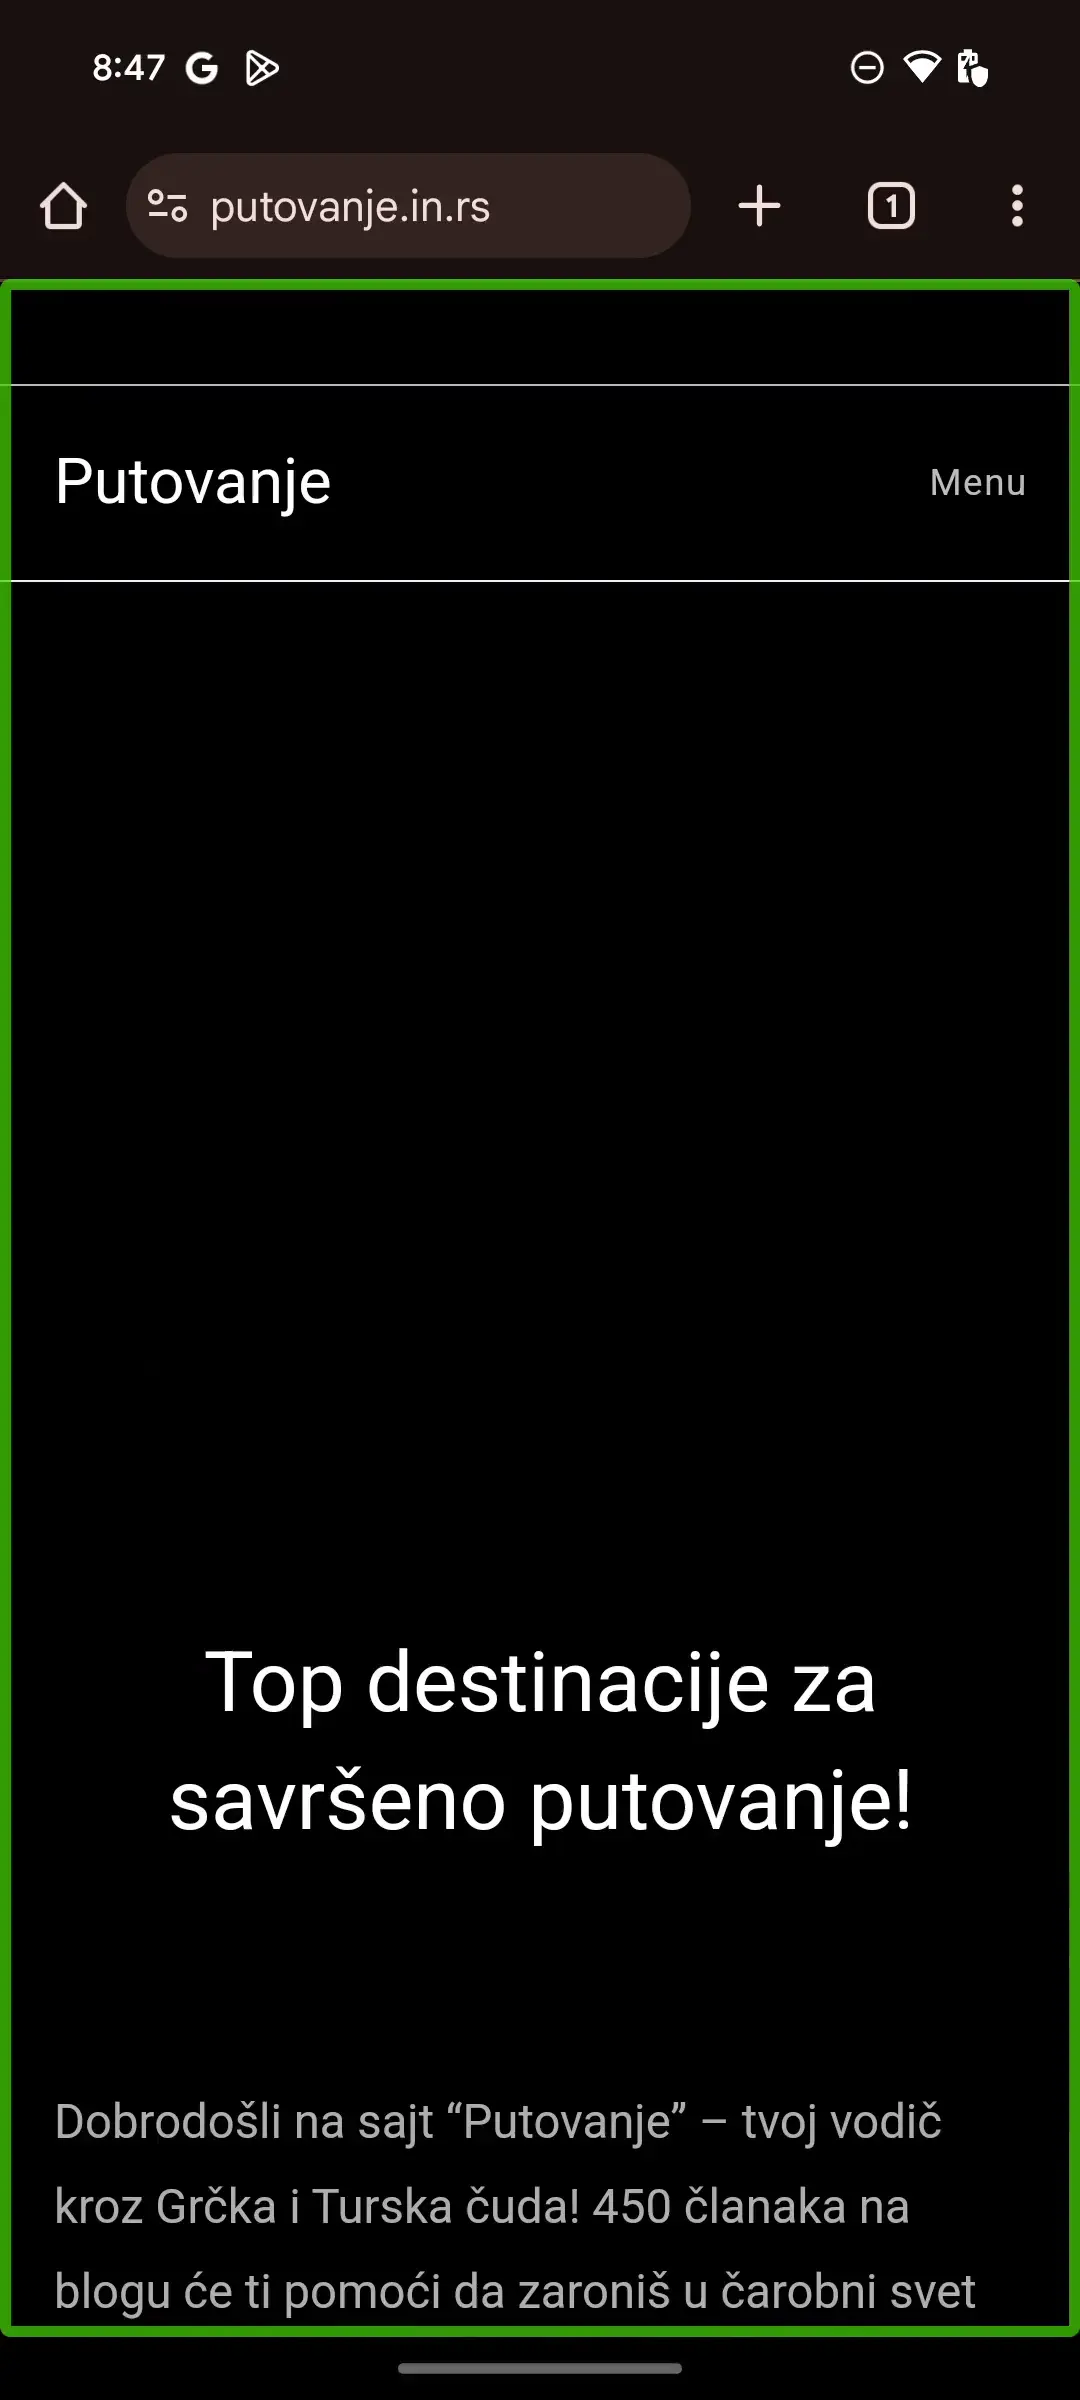 8:47
putovanje.in.rs
1
Putovanje
Menu
Top destinacije za
savršeno putovanje!
Dobrodošli na sajt “Putovanje” – tvoj vodič
kroz Grčka i Turska čuda! 450 članaka na
blogu će ti pomoći da zaroniš u čarobni svet